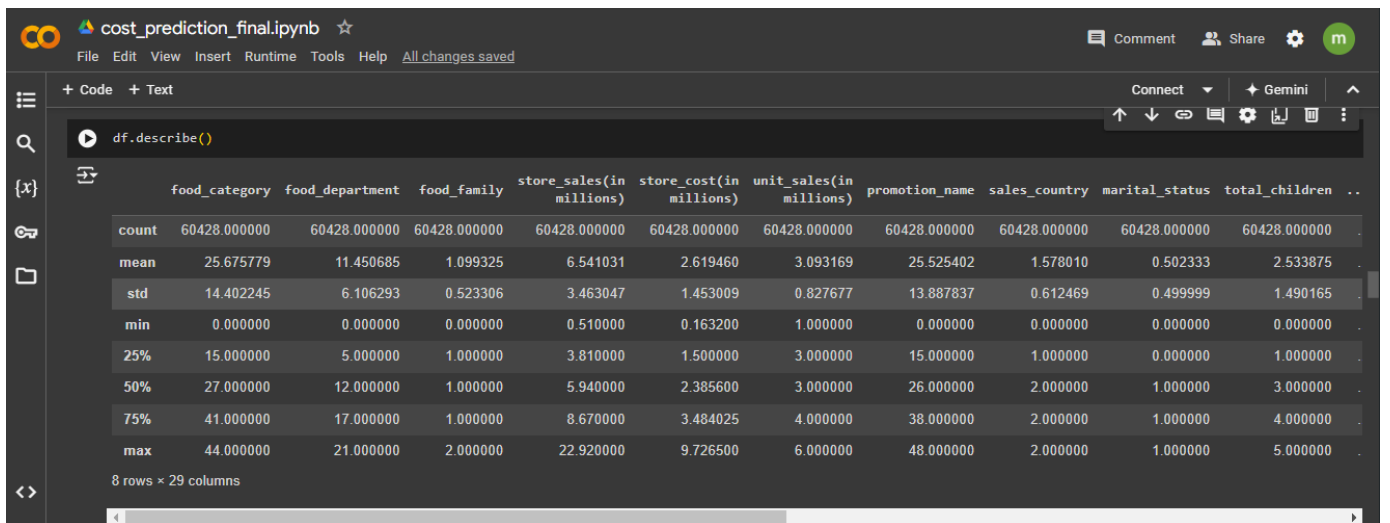 CO cost_prediction_final.ipynb
Comment Share m
File Edit View Insert Runtime Tools Help All changes saved
+ Code + Text Connect Gemini
df.describe()
food_category food_department food_family store_sales(in millions) store_cost(in millions) unit_sales(in millions) promotion_name sales_country marital_status total_children ..
count 60428.000000 60428.000000 60428.000000 60428.000000 60428.000000 60428.000000 60428.000000 60428.000000 60428.000000 60428.000000 .
mean 25.675779 11.450685 1.099325 6.541031 2.619460 3.093169 25.525402 1.578010 0.502333 2.533875 .
std 14.402245 6.106293 0.523306 3.463047 1.453009 0.827677 13.887837 0.612469 0.499999 1.490165 .
min 0.000000 0.000000 0.000000 0.510000 0.163200 1.000000 0.000000 0.000000 0.000000 0.000000 .
25% 15.000000 5.000000 1.000000 3.810000 1.500000 3.000000 15.000000 1.000000 0.000000 1.000000 .
50% 27.000000 12.000000 1.000000 5.940000 2.385600 3.000000 26.000000 2.000000 1.000000 3.000000 .
75% 41.000000 17.000000 1.000000 8.670000 3.484025 4.000000 38.000000 2.000000 1.000000 4.000000 .
max 44.000000 21.000000 2.000000 22.920000 9.726500 6.000000 48.000000 2.000000 1.000000 5.000000 .
8 rows × 29 columns
{x}
<>